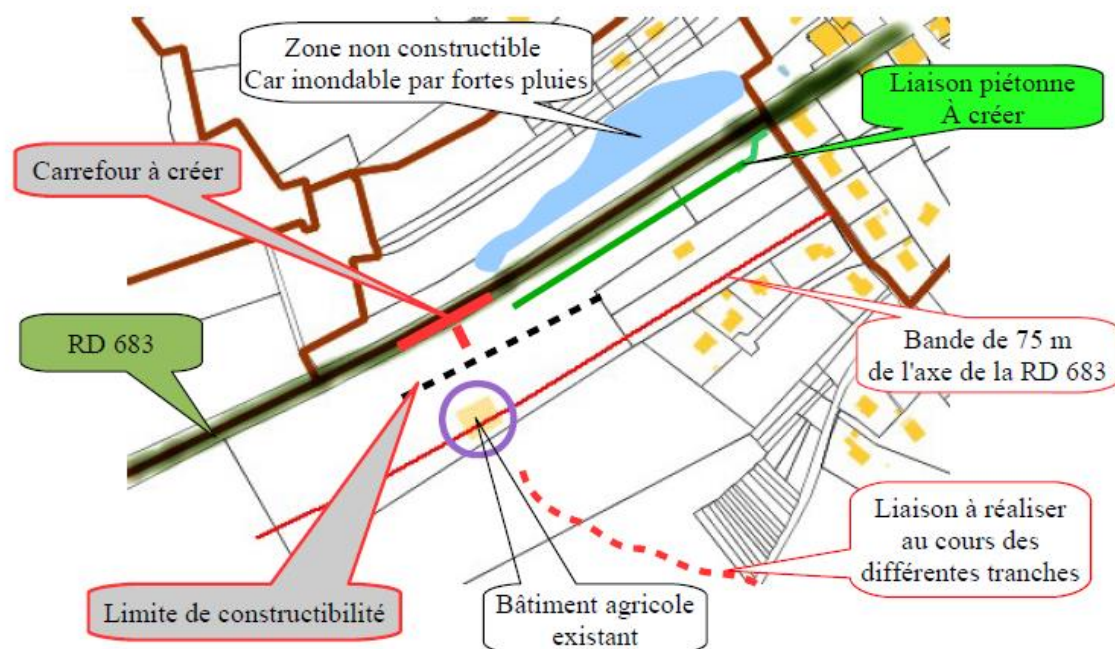 Zone non constructible
Car inondable par fortes pluies
Liaison piétonne
À créer
Carrefour à créer
RD 683
Bande de 75 m
de l'axe de la RD 683
Liaison à réaliser
au cours des
différentes tranches
Limite de constructibilité
Bâtiment agricole
existant